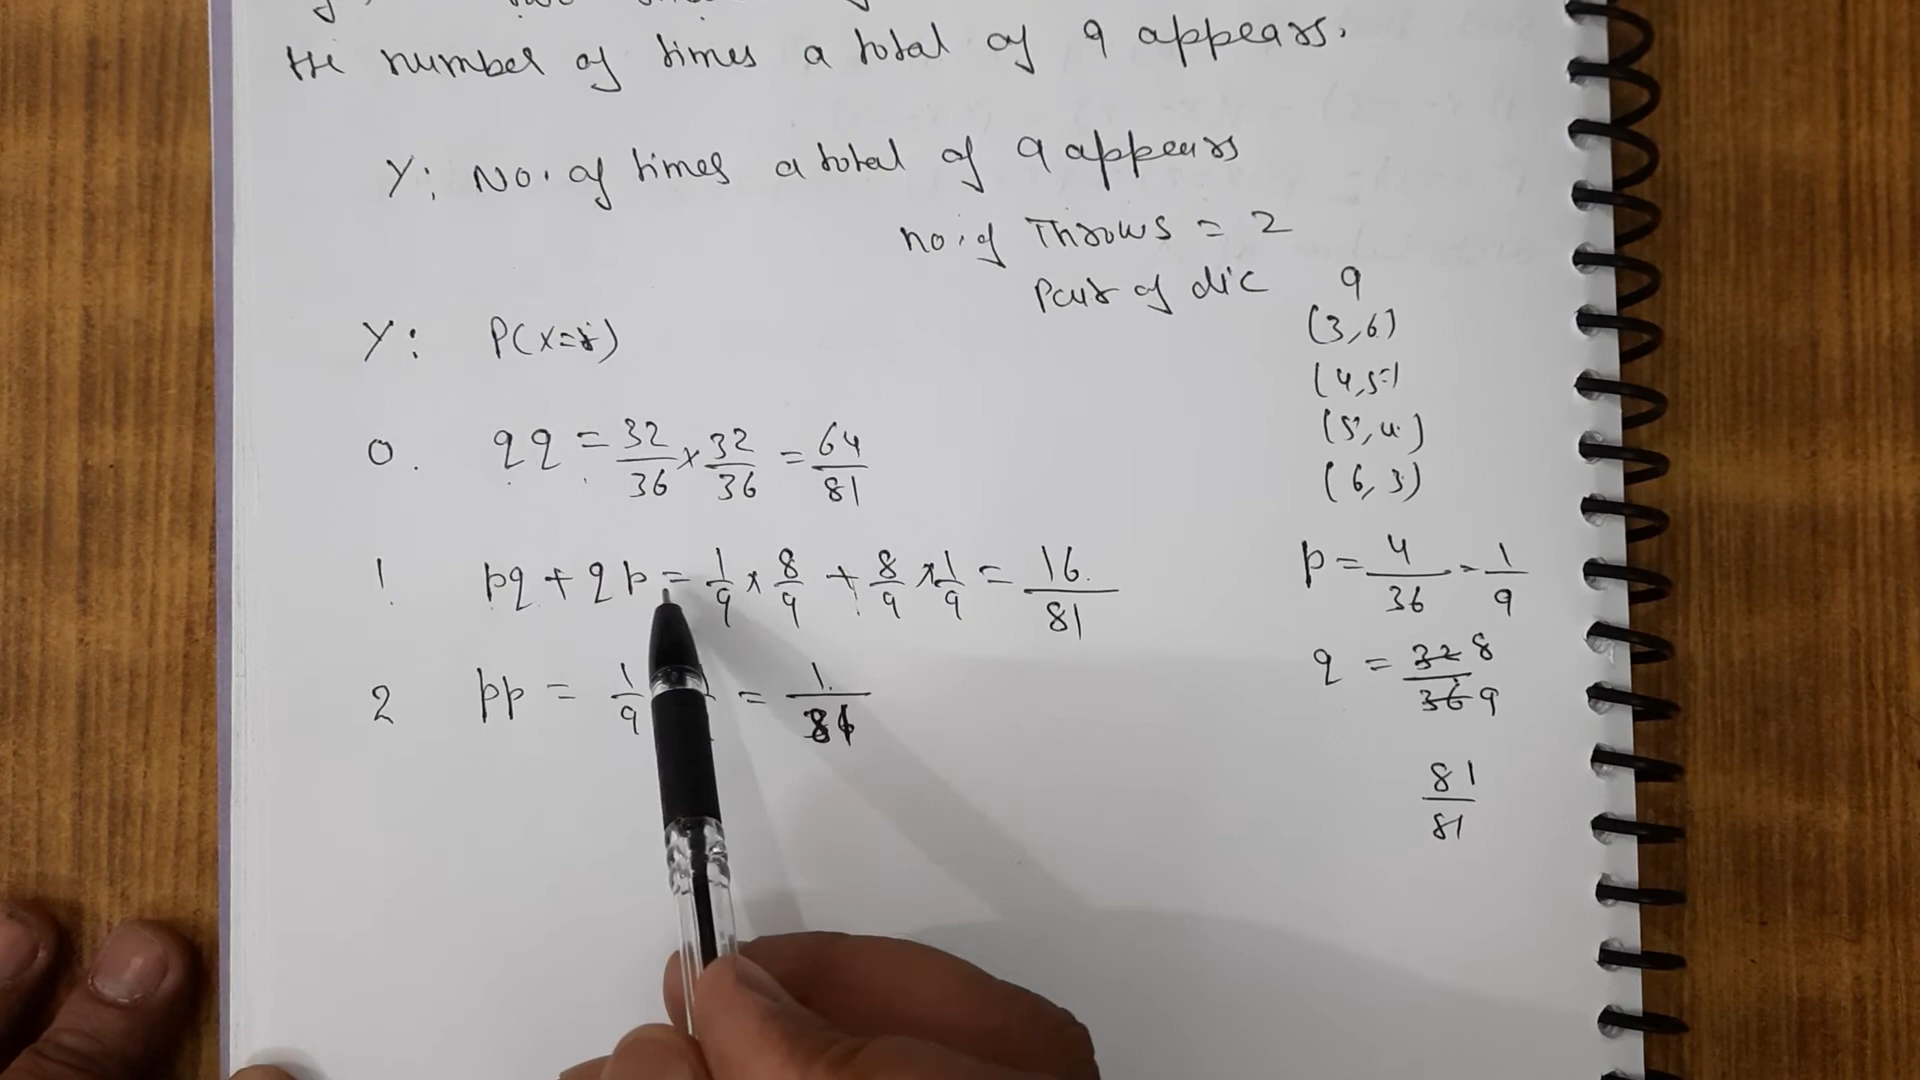 the number of times a total of 9 appears.
Y: No. of times a total of 9 appears
no. of Throws = 2
Pair of dic
9
(3,6)
(4,5)
(5,4)
(6,3)
Y: P(x=r)
0. qq = 32/36 × 32/36 = 64/81
1 pq + qp = 1/9 × 8/9 + 8/9 × 1/9 = 16/81
2 pp = 1/9 = 1/81
p = 4/36 = 1/9
q = 32/36 8/9
81/81